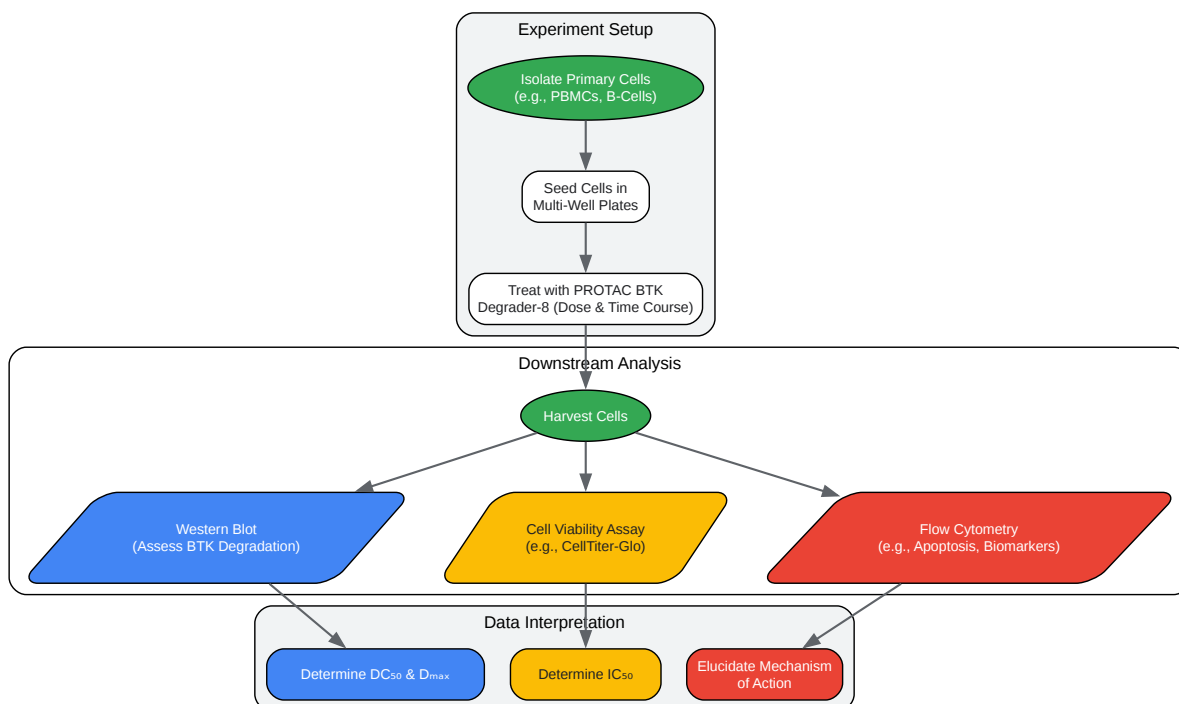 Experiment Setup
Isolate Primary Cells
(e.g., PBMCs, B-Cells)
Seed Cells in
Multi-Well Plates
Treat with PROTAC BTK
Degrader-8 (Dose & Time Course)
Downstream Analysis
Harvest Cells
Western Blot
(Assess BTK Degradation)
Cell Viability Assay
(e.g., CellTiter-Glo)
Flow Cytometry
(e.g., Apoptosis, Biomarkers)
Data Interpretation
Determine DC₅₀ & Dₘₐₓ
Determine IC₅₀
Elucidate Mechanism
of Action